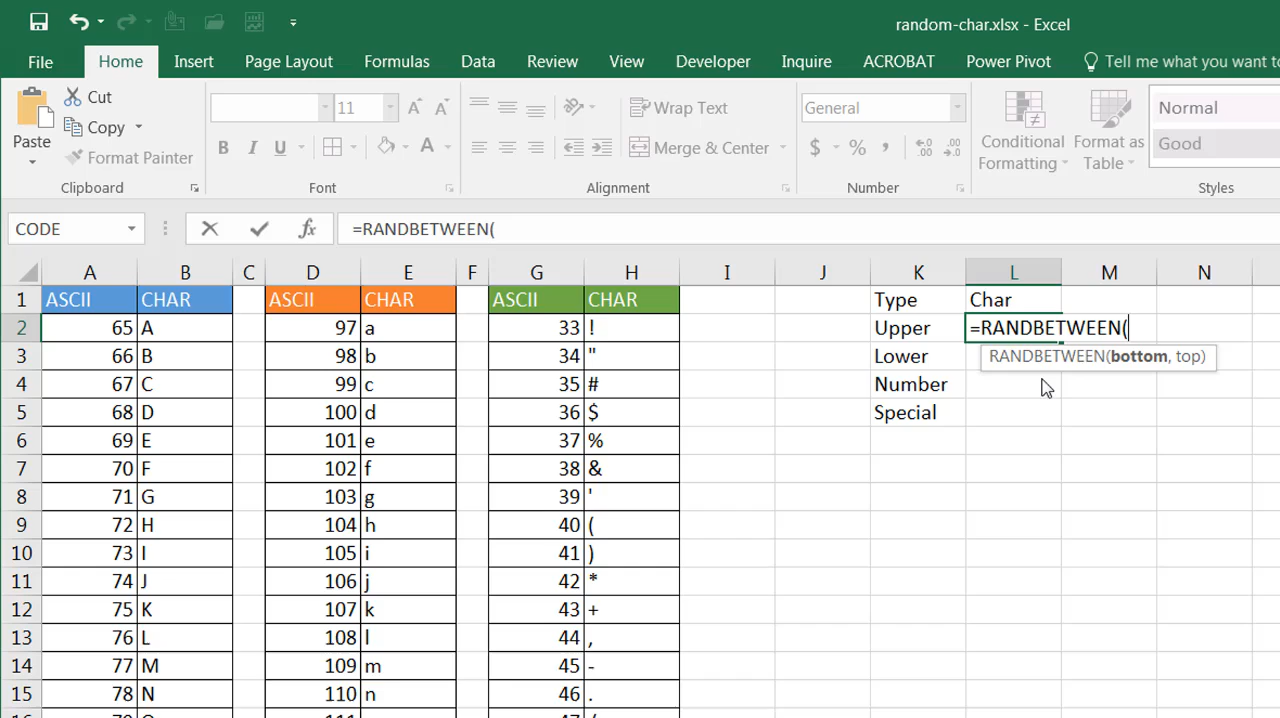 random-char.xlsx - Excel
File Home Insert Page Layout Formulas Data Review View Developer Inquire ACROBAT Power Pivot Tell me what you want to
Paste Cut Copy Format Painter
11
B I U A
Wrap Text
Merge & Center
General
$ % ,
Conditional Formatting
Format as Table
Normal
Good
Clipboard Font Alignment Number Styles
CODE fx =RANDBETWEEN(
A B C D E F G H I J K L M N
1 ASCII CHAR ASCII CHAR ASCII CHAR Type Char
2 65 A 97 a 33 ! Upper =RANDBETWEEN(
3 66 B 98 b 34 " Lower RANDBETWEEN(bottom, top)
4 67 C 99 c 35 # Number
5 68 D 100 d 36 $ Special
6 69 E 101 e 37 %
7 70 F 102 f 38 &
8 71 G 103 g 39 '
9 72 H 104 h 40 (
10 73 I 105 i 41 )
11 74 J 106 j 42 *
12 75 K 107 k 43 +
13 76 L 108 l 44 ,
14 77 M 109 m 45 -
15 78 N 110 n 46 .